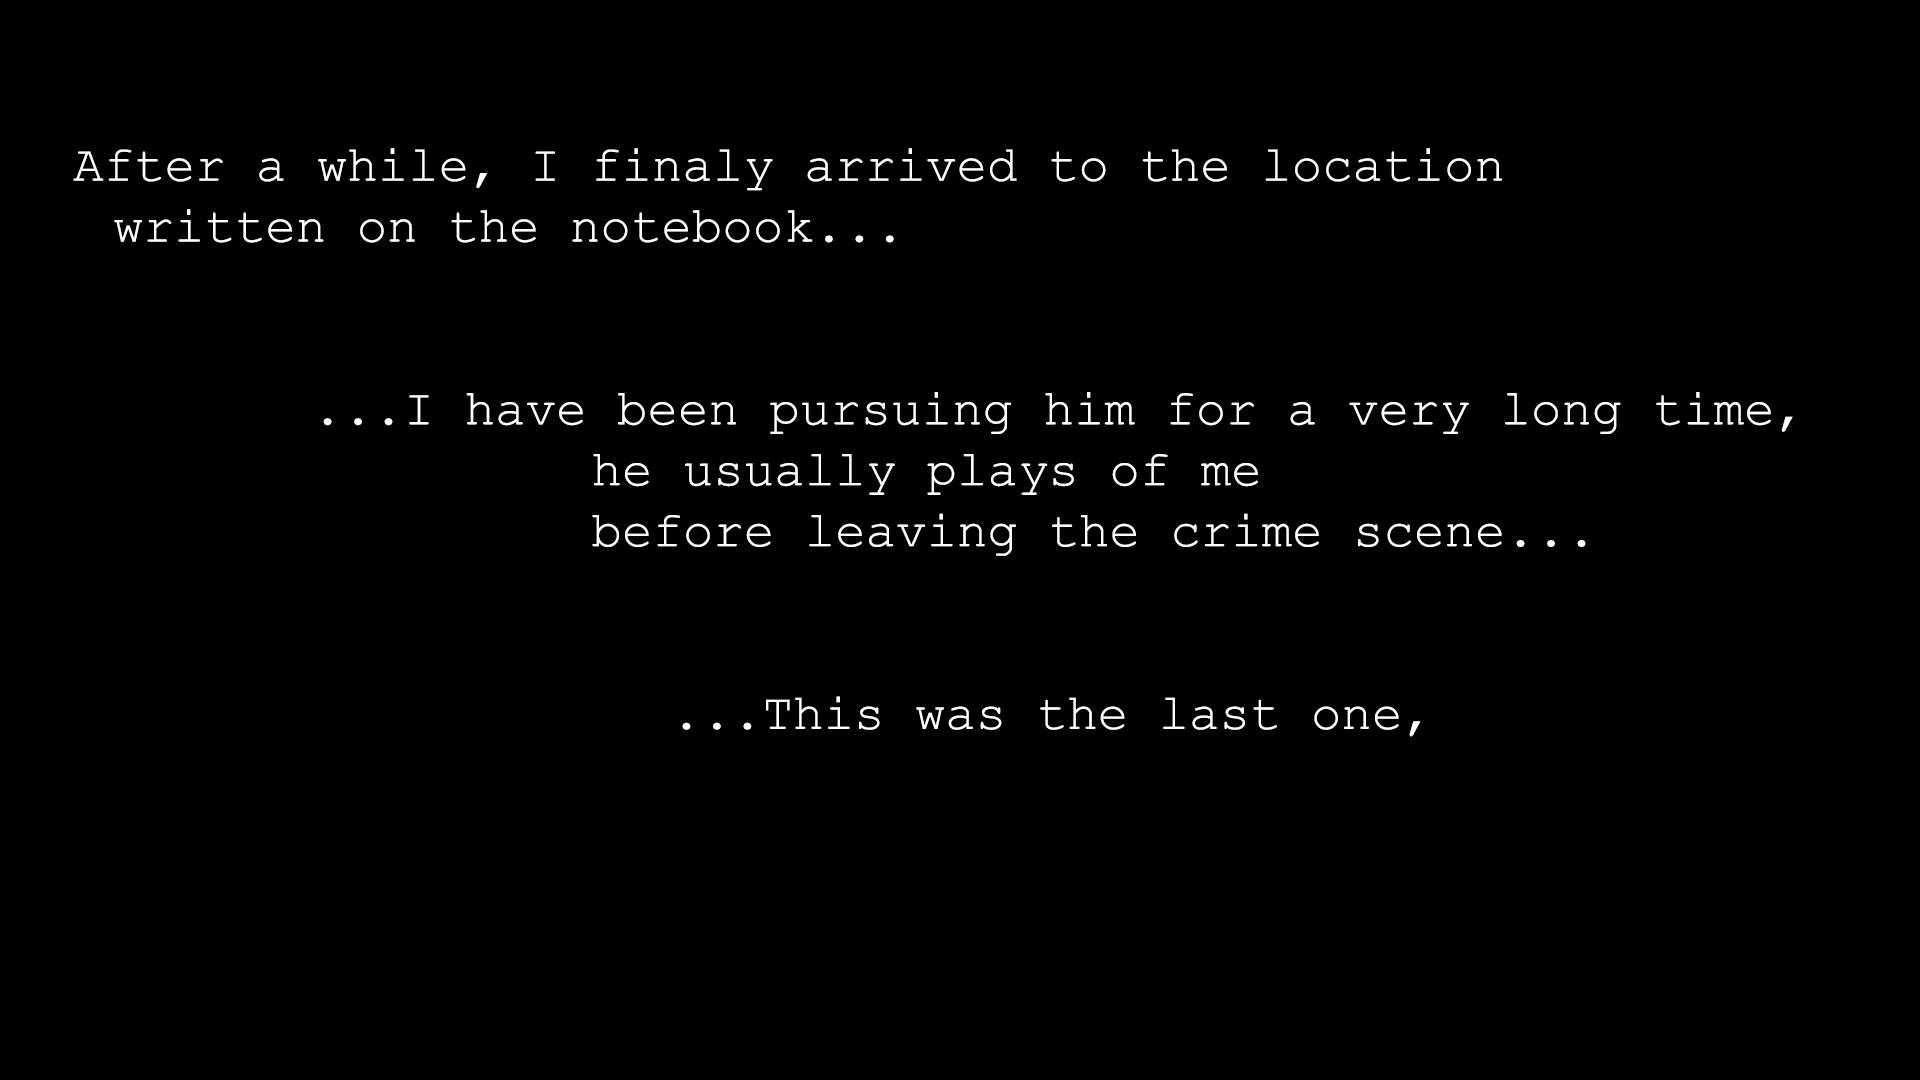 After a while, I finaly arrived to the location
written on the notebook...
...I have been pursuing him for a very long time,
he usually plays of me
before leaving the crime scene...
...This was the last one,